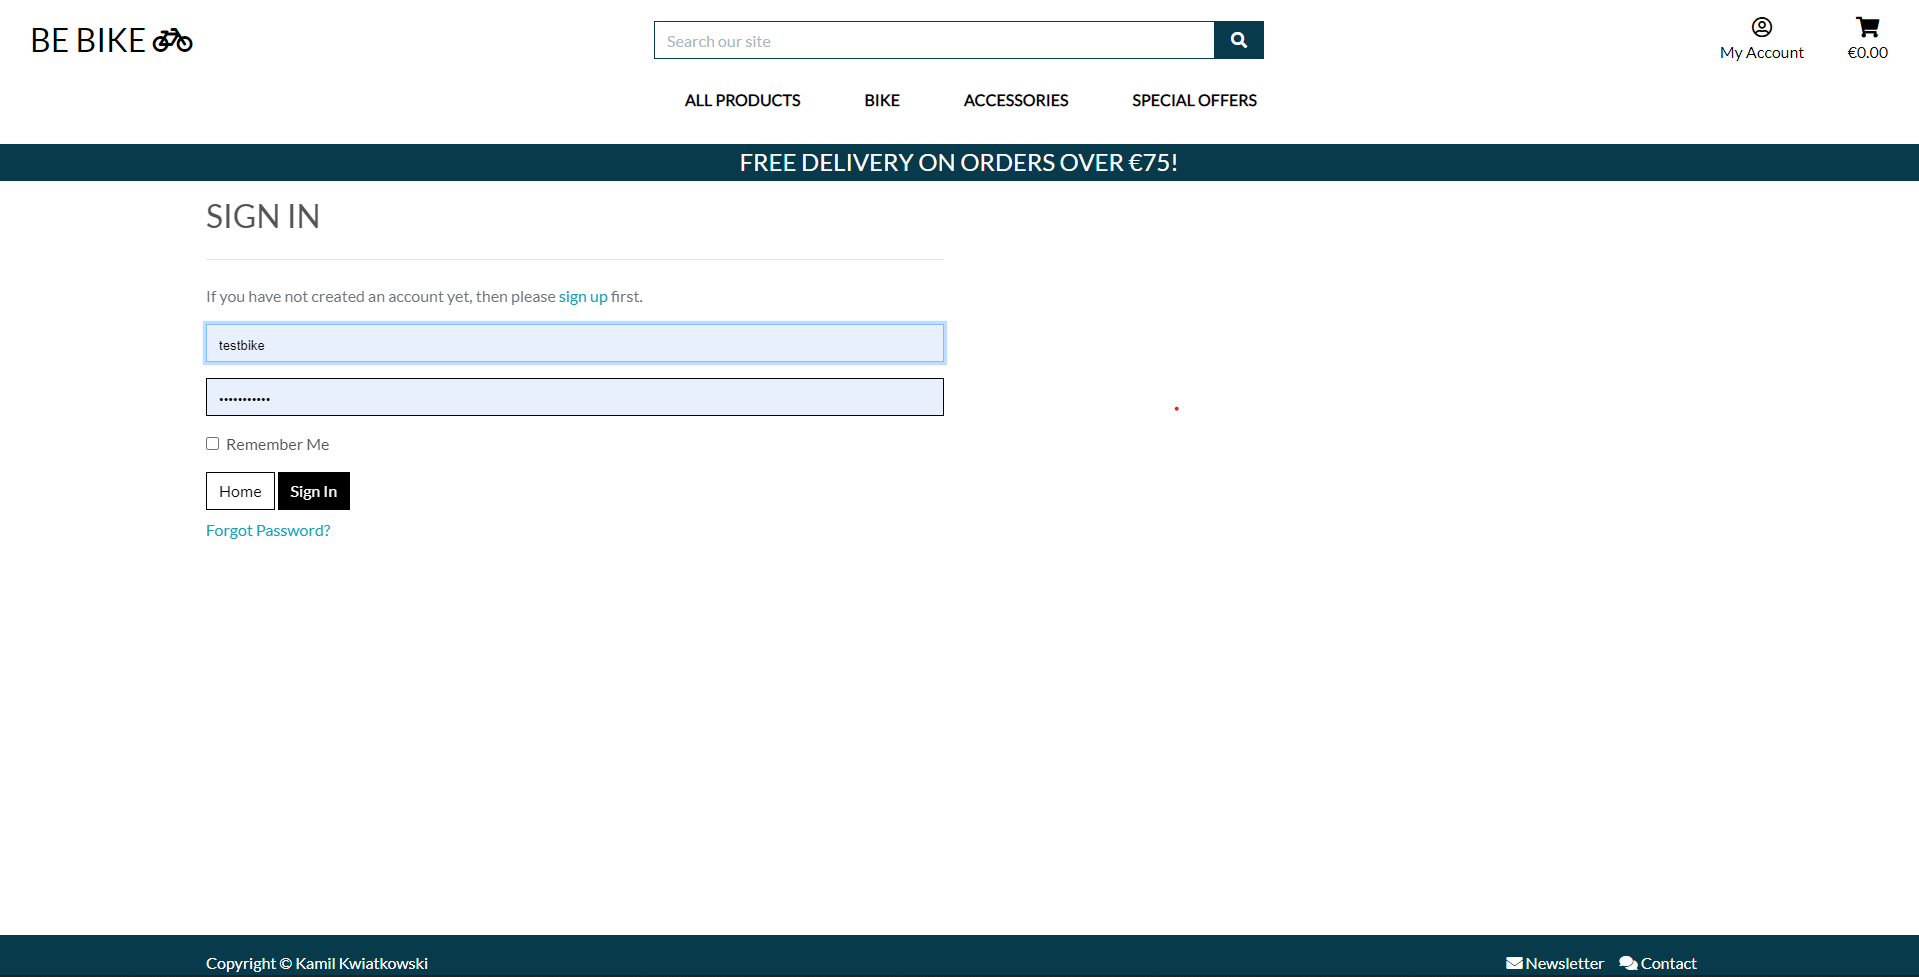 BE BIKE
Search our site
My Account
€0.00
ALL PRODUCTS
BIKE
ACCESSORIES
SPECIAL OFFERS
FREE DELIVERY ON ORDERS OVER €75!
SIGN IN
If you have not created an account yet, then please sign up first.
testbike
•••••••••••
Remember Me
Home
Sign In
Forgot Password?
Copyright © Kamil Kwiatkowski
Newsletter
Contact